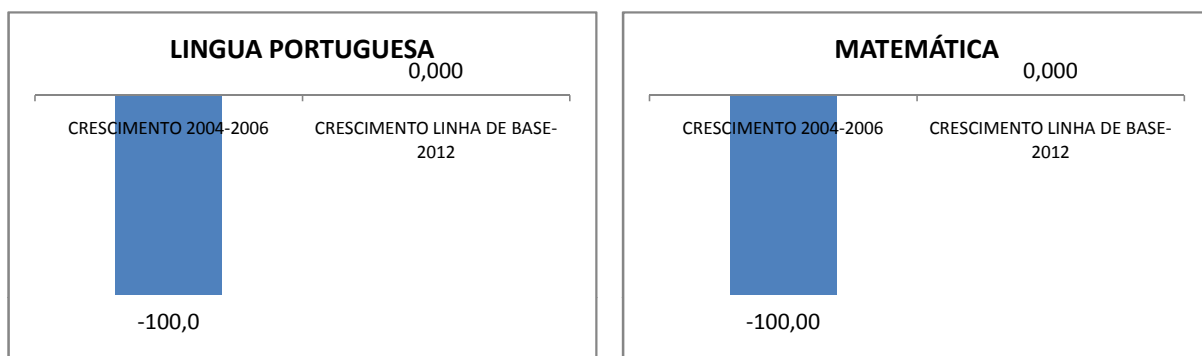 LINGUA PORTUGUESA
0,000
CRESCIMENTO 2004-2006
CRESCIMENTO LINHA DE BASE-
2012
-100,0
MATEMÁTICA
0,000
CRESCIMENTO 2004-2006
CRESCIMENTO LINHA DE BASE-
2012
-100,00